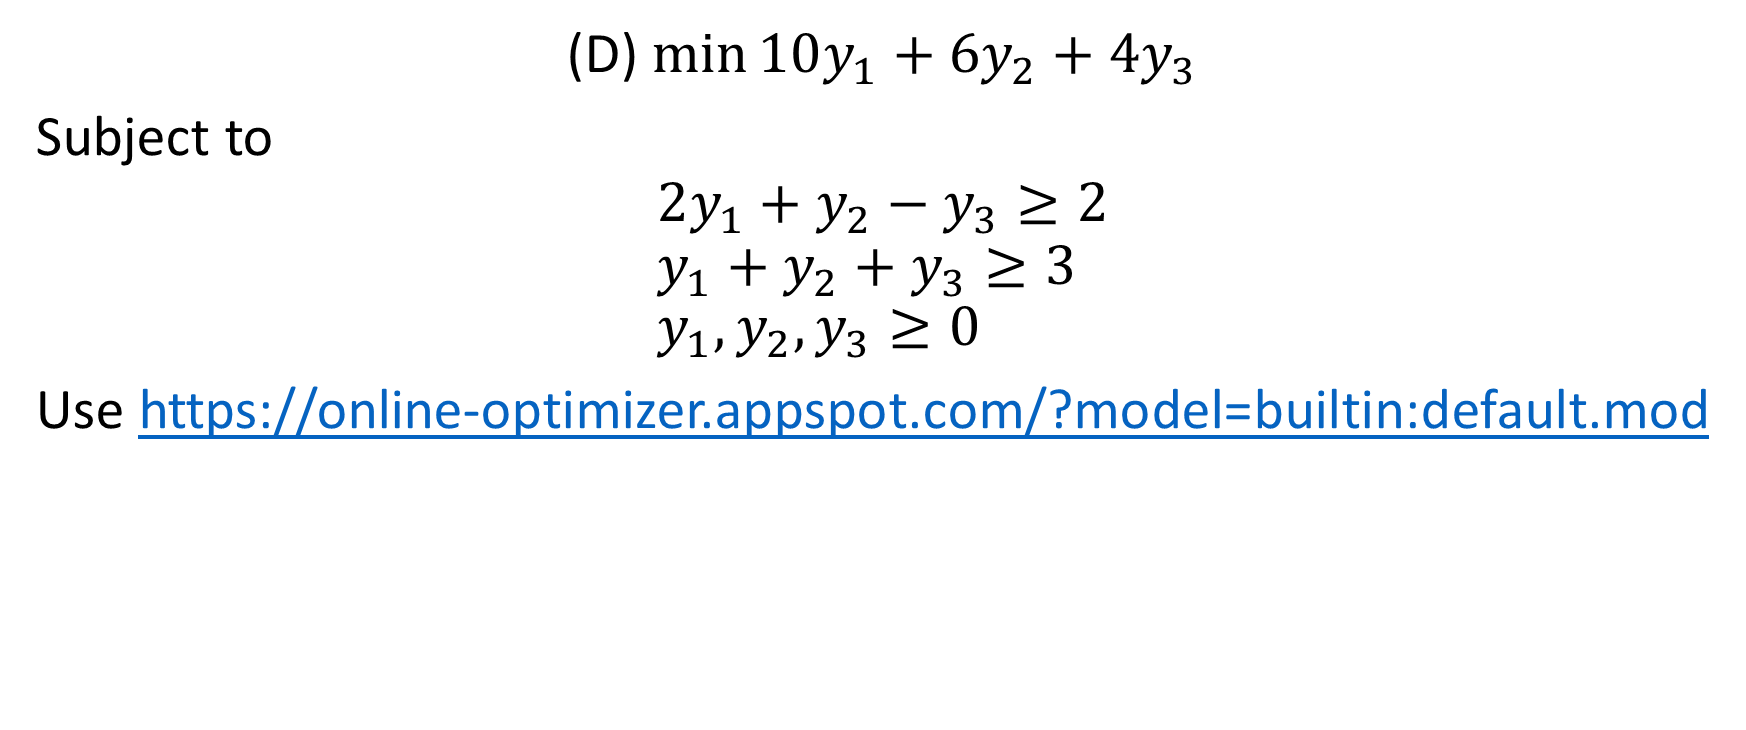 (D) min 10y₁ + 6y₂ + 4y₃
Subject to
2y₁ + y₂ − y₃ ≥ 2
y₁ + y₂ + y₃ ≥ 3
y₁, y₂, y₃ ≥ 0
Use https://online-optimizer.appspot.com/?model=builtin:default.mod